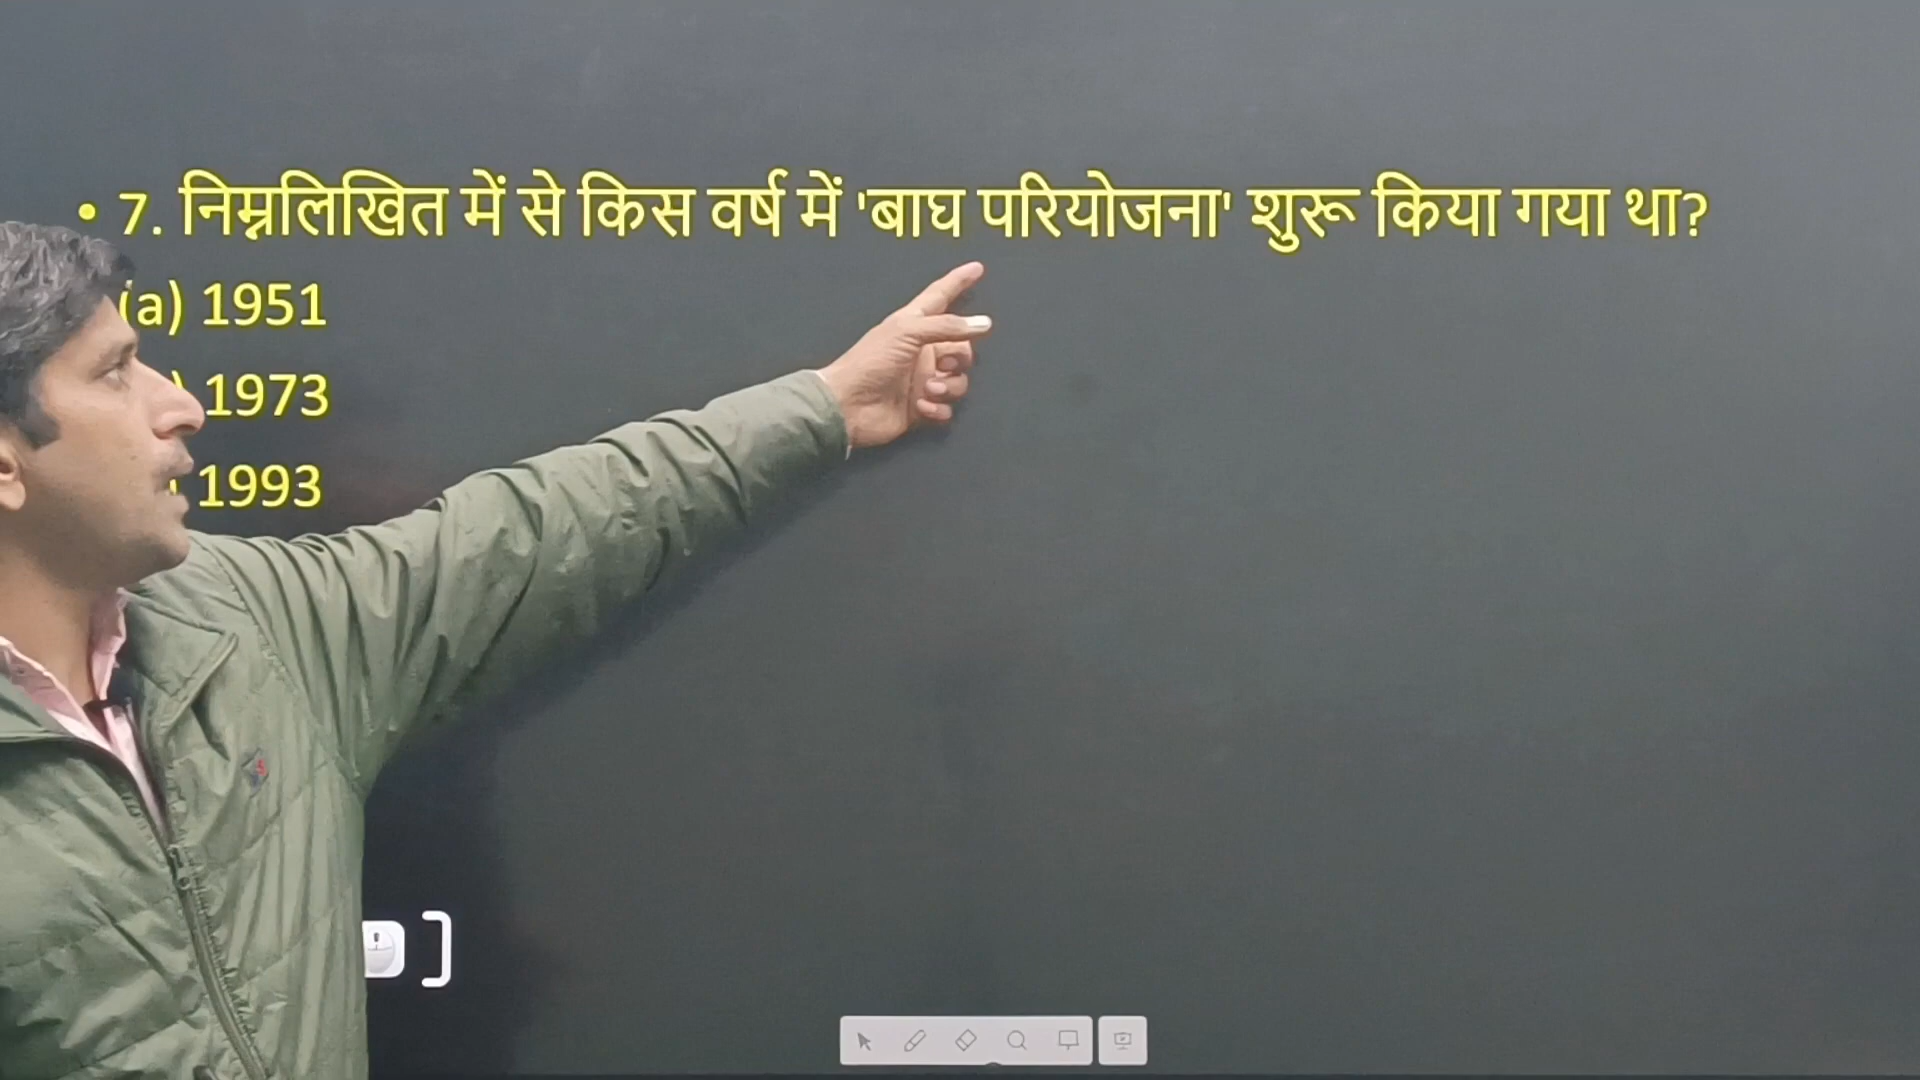 • 7. निम्नलिखित में से किस वर्ष में 'बाघ परियोजना' शुरू किया गया था?
(a) 1951
) 1973
1993